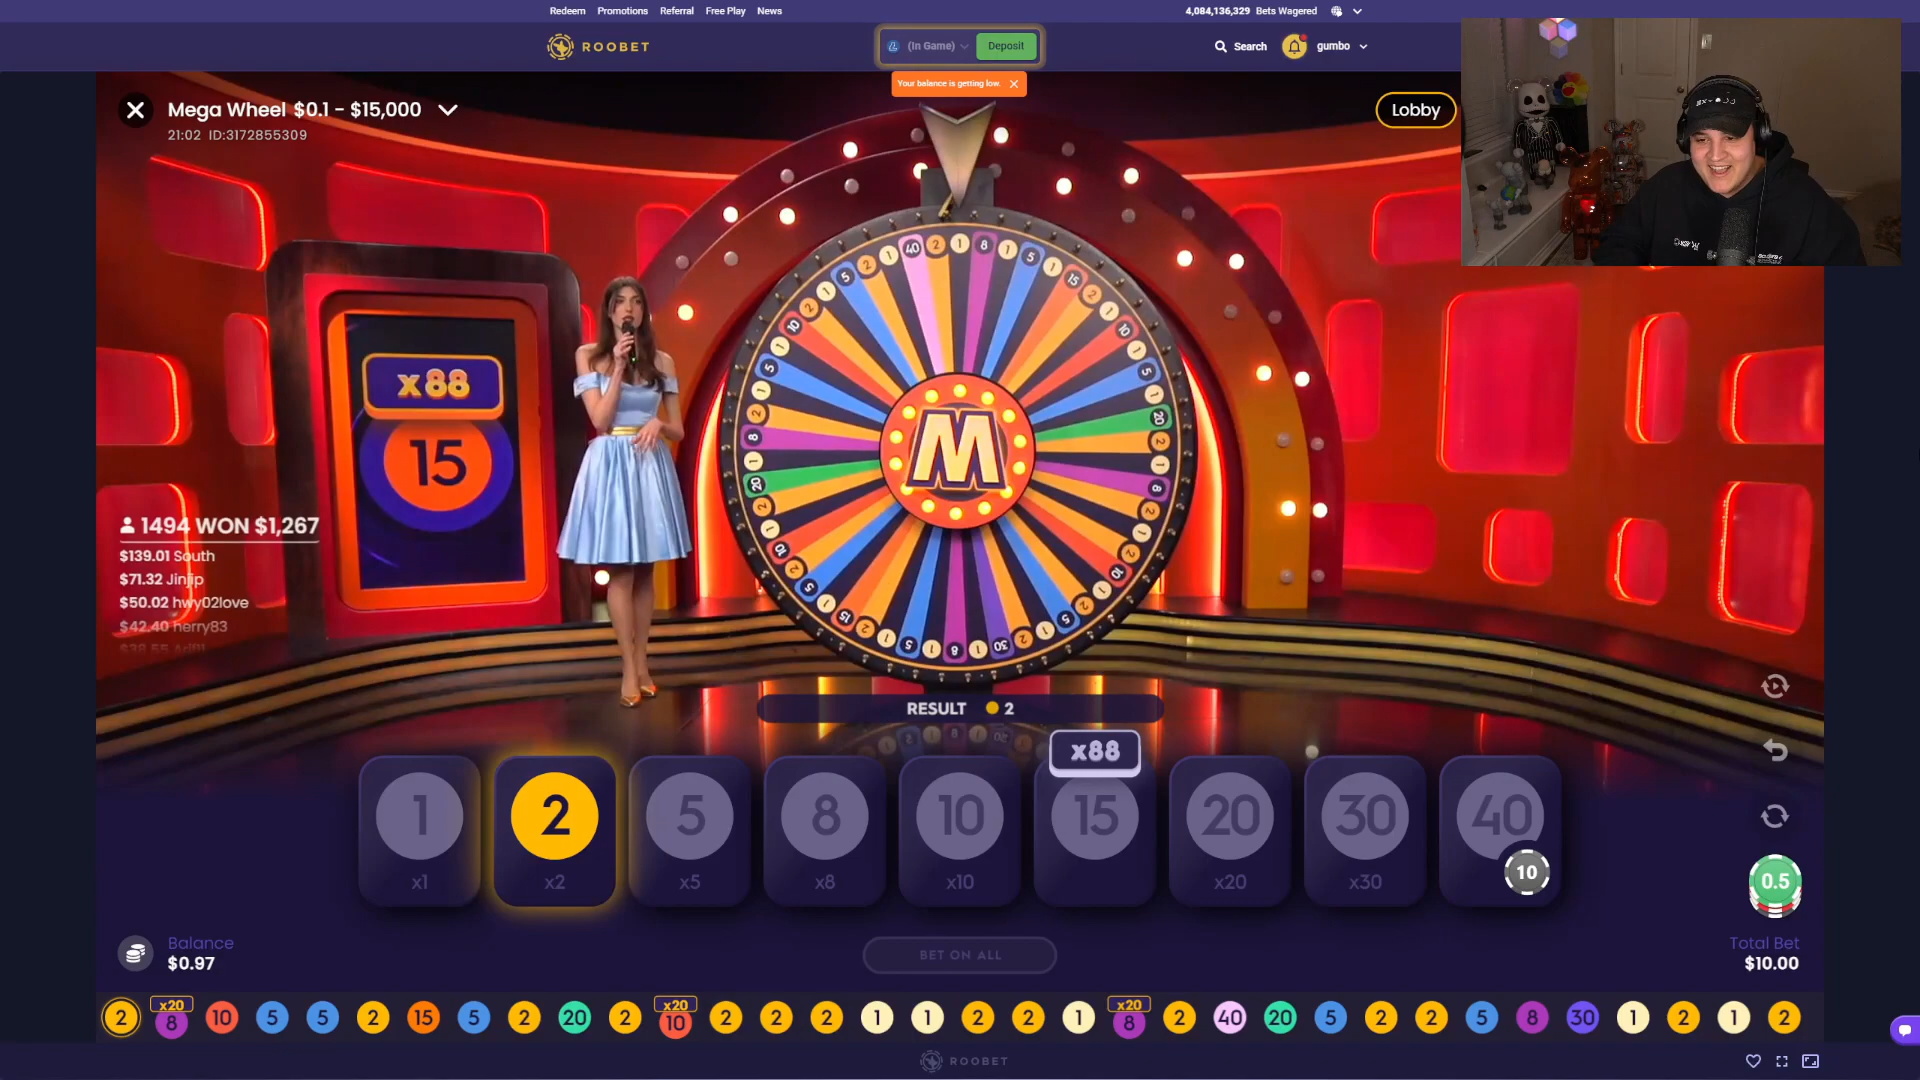 Redeem Promotions Referral Free Play News
4,084,136,329 Bets Wagered
ROOBET
(In Game)
Deposit
Search
gumbo
Your balance is getting low.
Mega Wheel $0.1 - $15,000
21:02 ID:3172855309
Lobby
x88
15
M
1494 WON $1,267
$139.01 South
$71.32 Jinjip
$50.02 hwy02love
$42.40 herry83
RESULT 2
x88
1 2 5 8 10 15 20 30 40
x1 x2 x5 x8 x10 x20 x30
10
0.5
Balance
$0.97
BET ON ALL
Total Bet
$10.00
x20 x20 x20
2 8 10 5 5 2 15 5 2 20 2 10 2 2 2 1 1 2 2 1 8 2 40 20 5 2 2 5 8 30 1 2 1 2
ROOBET